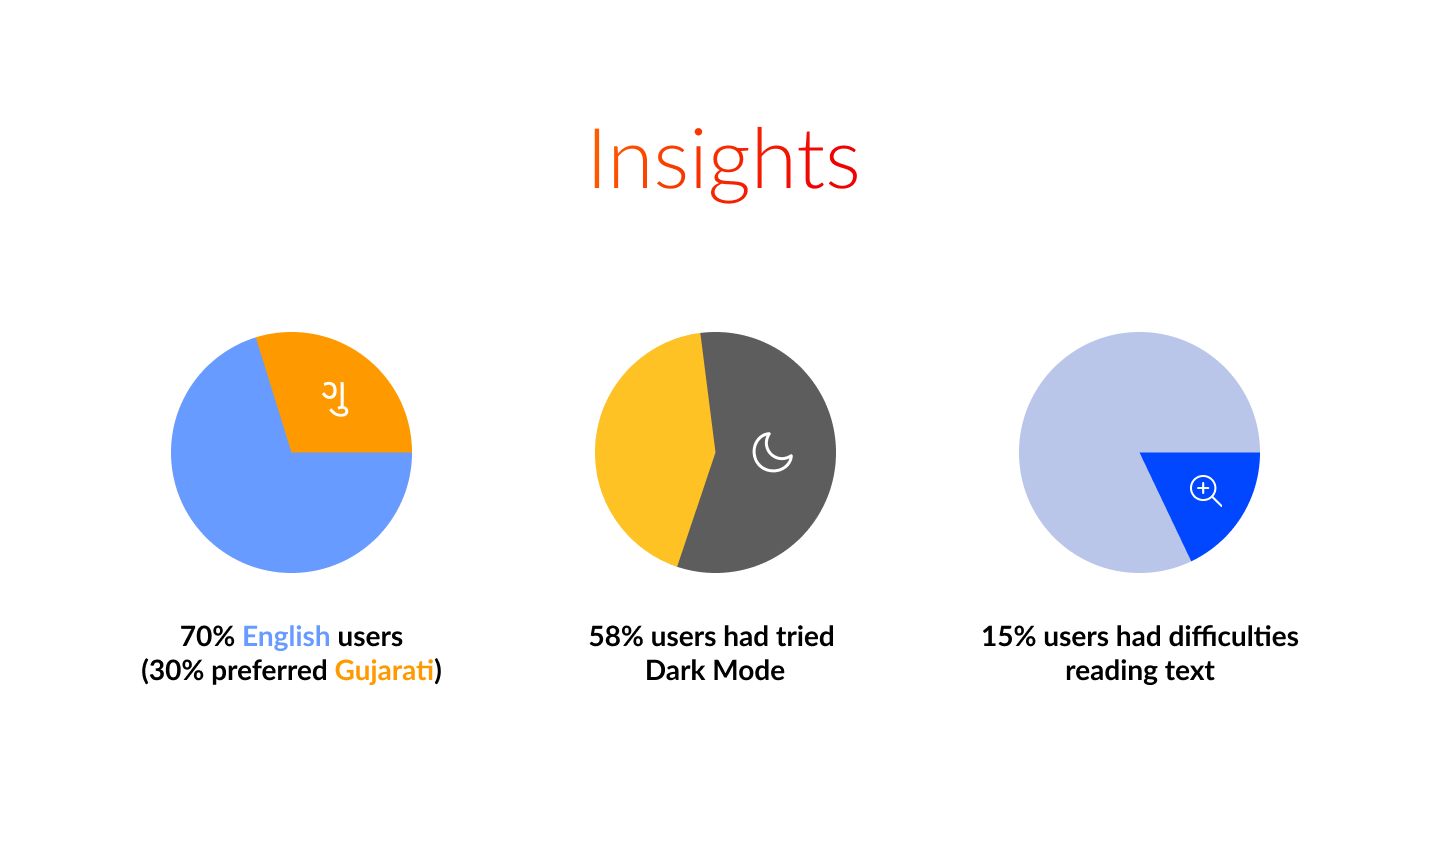 Insights
ગુ
70% English users
(30% preferred Gujarati)
58% users had tried
Dark Mode
15% users had difficulties
reading text